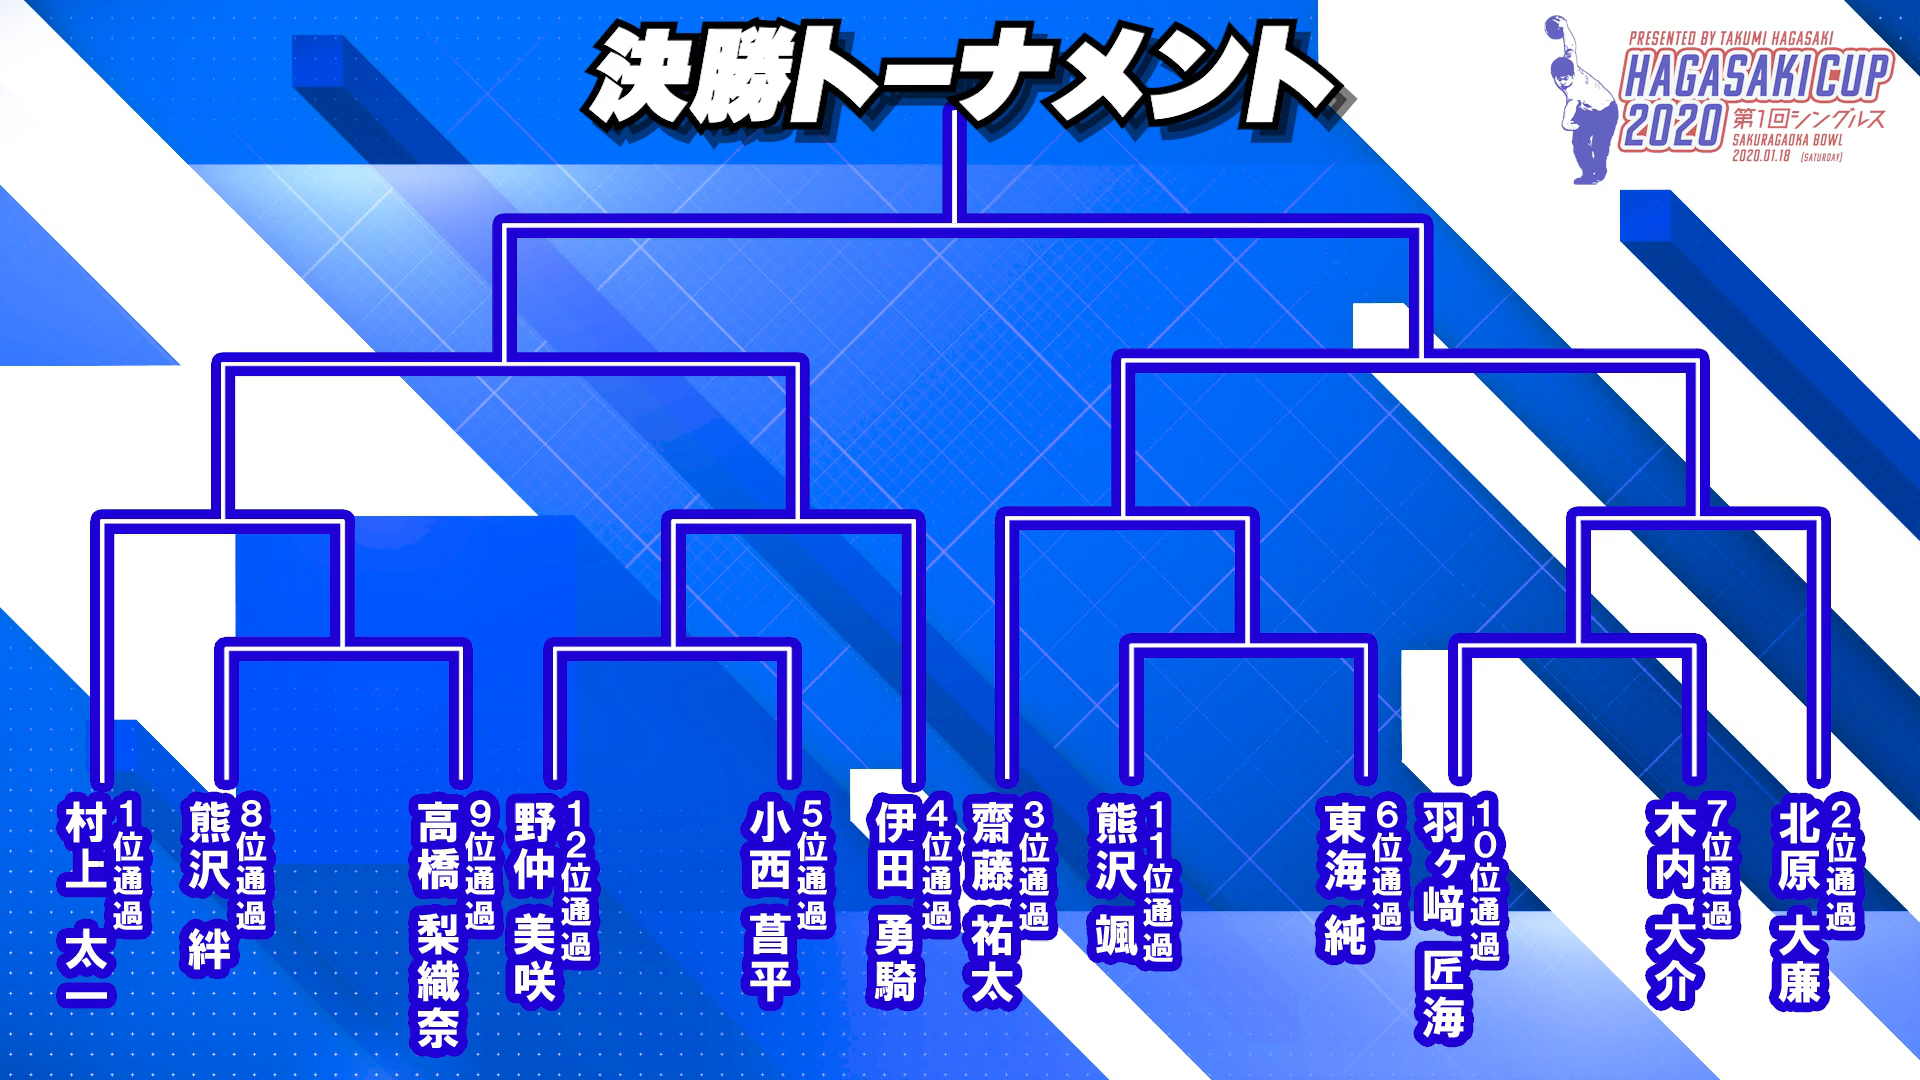 決勝トーナメント
PRESENTED BY TAKUMI HAGASAKI
HAGASAKI CUP
2020
第1回シングルス
SAKURAGAOKA BOWL
2020.01.18 [SATURDAY]
1位通過
村上 太一
8位通過
熊沢 絆
9位通過
高橋 梨織奈
12位通過
野仲 美咲
5位通過
小西 菖平
4位通過
伊田 勇騎
3位通過
齋藤 祐太
11位通過
熊沢 颯
6位通過
東海 純
10位通過
羽ヶ﨑 匠海
7位通過
木内 大介
2位通過
北原 大廉